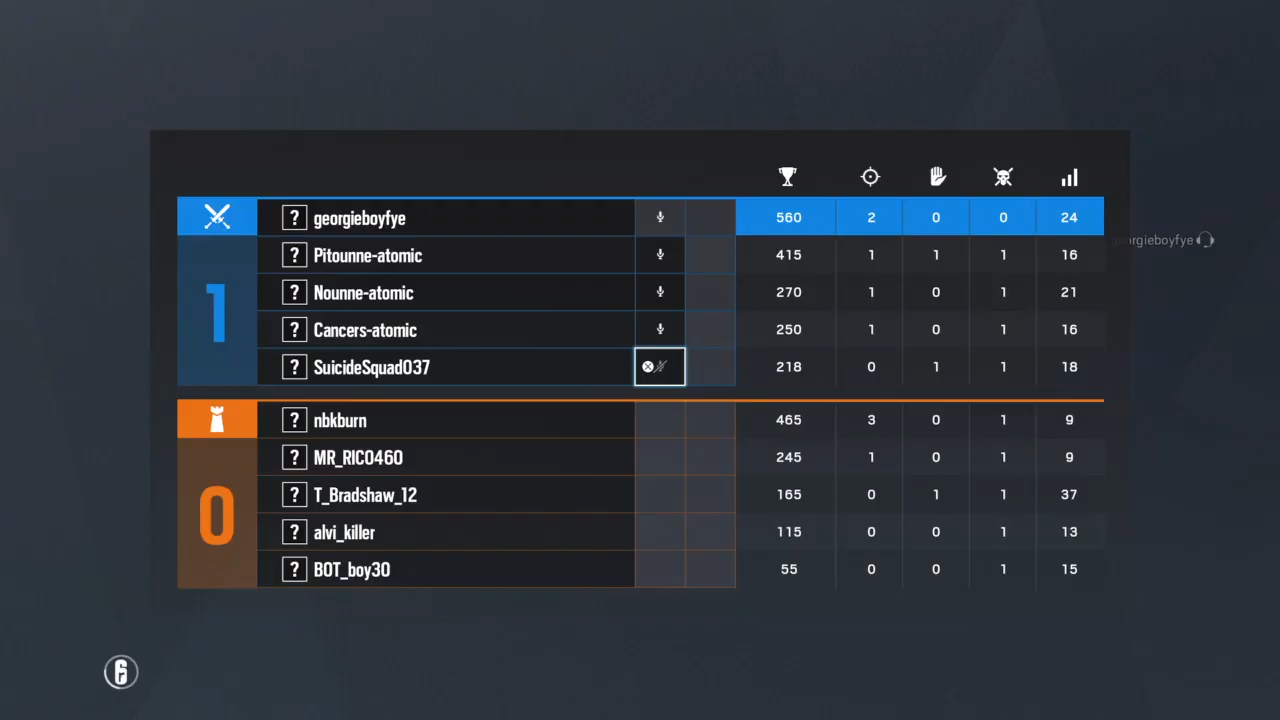 ? georgieboyfye 560 2 0 0 24
georgieboyfye
? Pitounne-atomic 415 1 1 1 16
? Nounne-atomic 270 1 0 1 21
1
? Cancers-atomic 250 1 0 1 16
? SuicideSquad037 218 0 1 1 18
? nbkburn 465 3 0 1 9
? MR_RICO460 245 1 0 1 9
? T_Bradshaw_12 165 0 1 1 37
0
? alvi_killer 115 0 0 1 13
? BOT_boy30 55 0 0 1 15
6